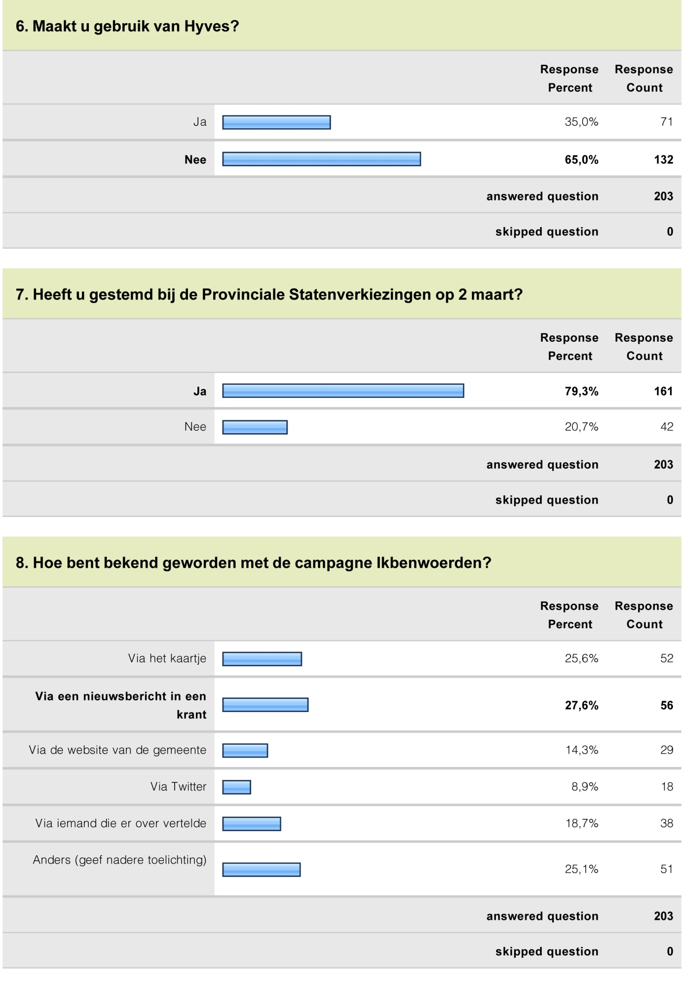 6. Maakt u gebruik van Hyves?
Response Response
Percent Count
Ja 35,0% 71
Nee 65,0% 132
answered question 203
skipped question 0
7. Heeft u gestemd bij de Provinciale Statenverkiezingen op 2 maart?
Response Response
Percent Count
Ja 79,3% 161
Nee 20,7% 42
answered question 203
skipped question 0
8. Hoe bent bekend geworden met de campagne Ikbenwoerden?
Response Response
Percent Count
Via het kaartje 25,6% 52
Via een nieuwsbericht in een
krant 27,6% 56
Via de website van de gemeente 14,3% 29
Via Twitter 8,9% 18
Via iemand die er over vertelde 18,7% 38
Anders (geef nadere toelichting) 25,1% 51
answered question 203
skipped question 0